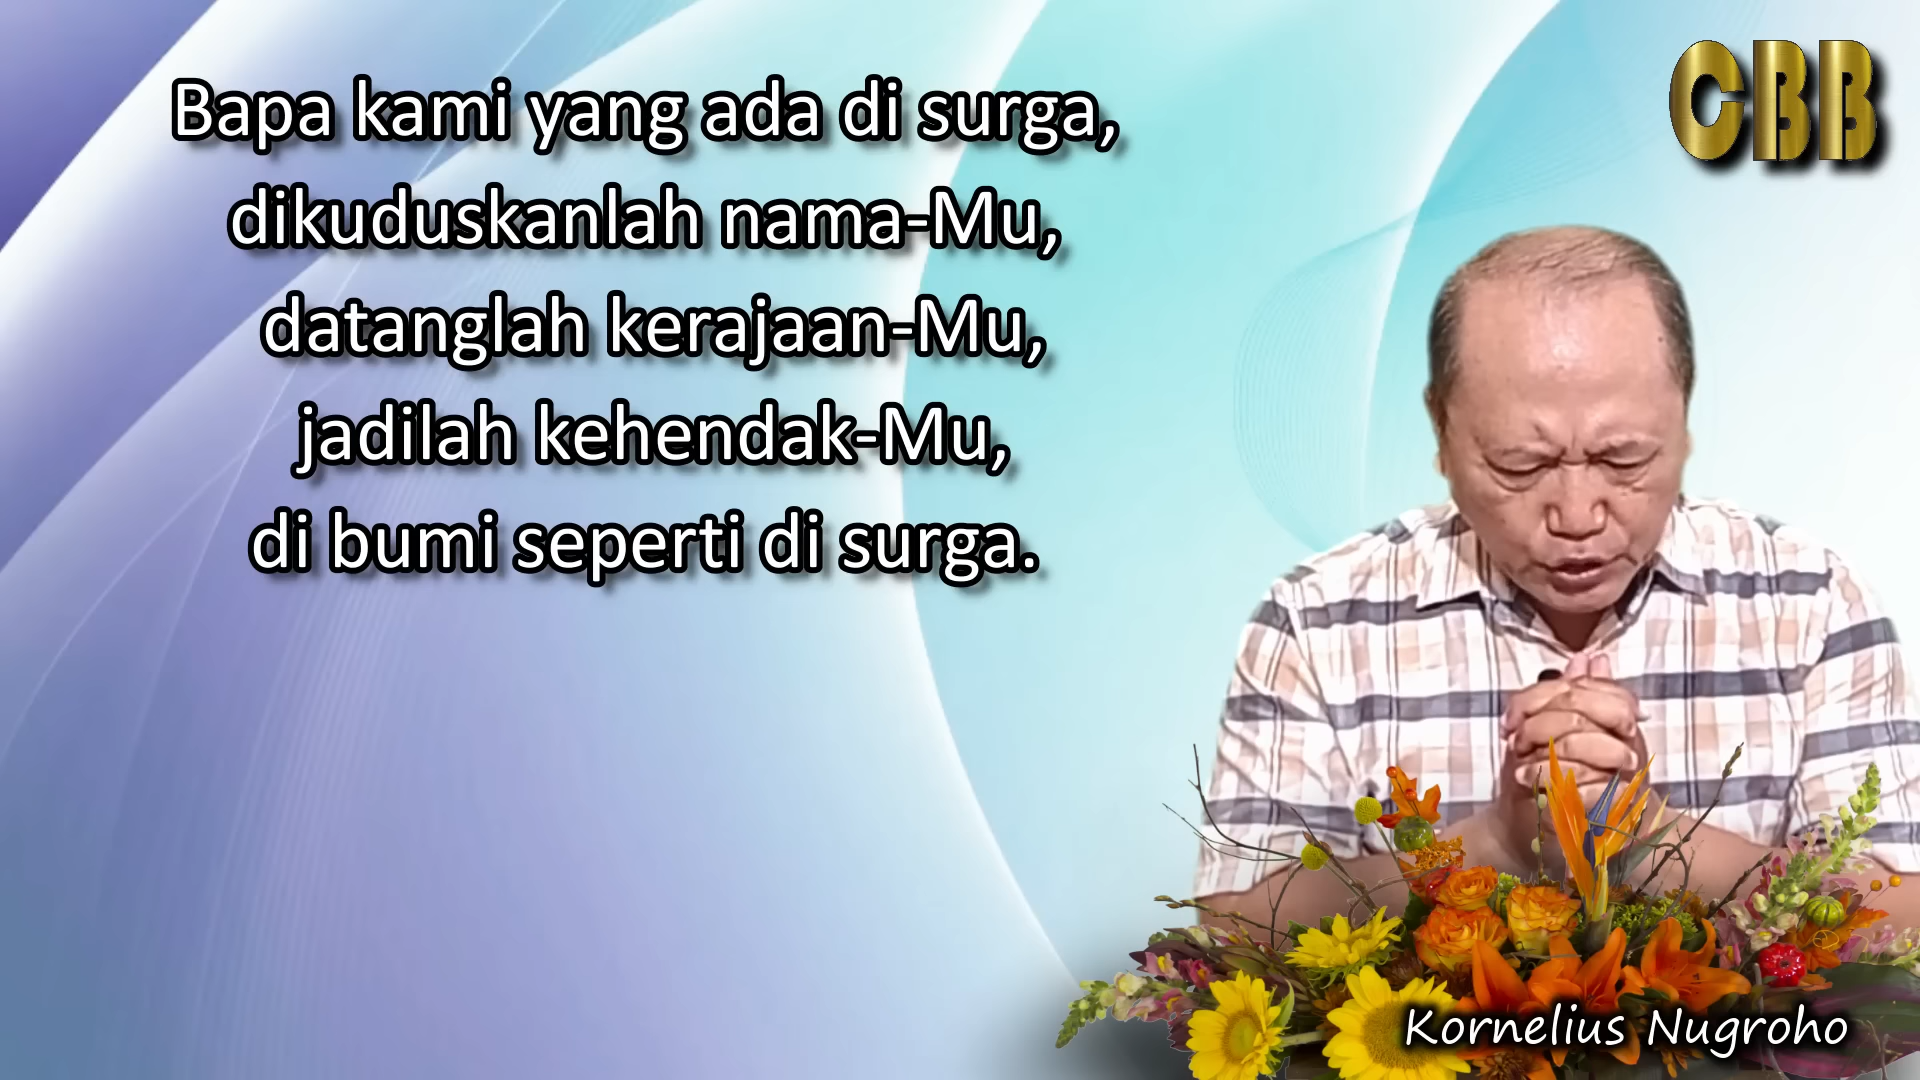 CBB
Bapa kami yang ada di surga,
dikuduskanlah nama-Mu,
datanglah kerajaan-Mu,
jadilah kehendak-Mu,
di bumi seperti di surga.
Kornelius Nugroho